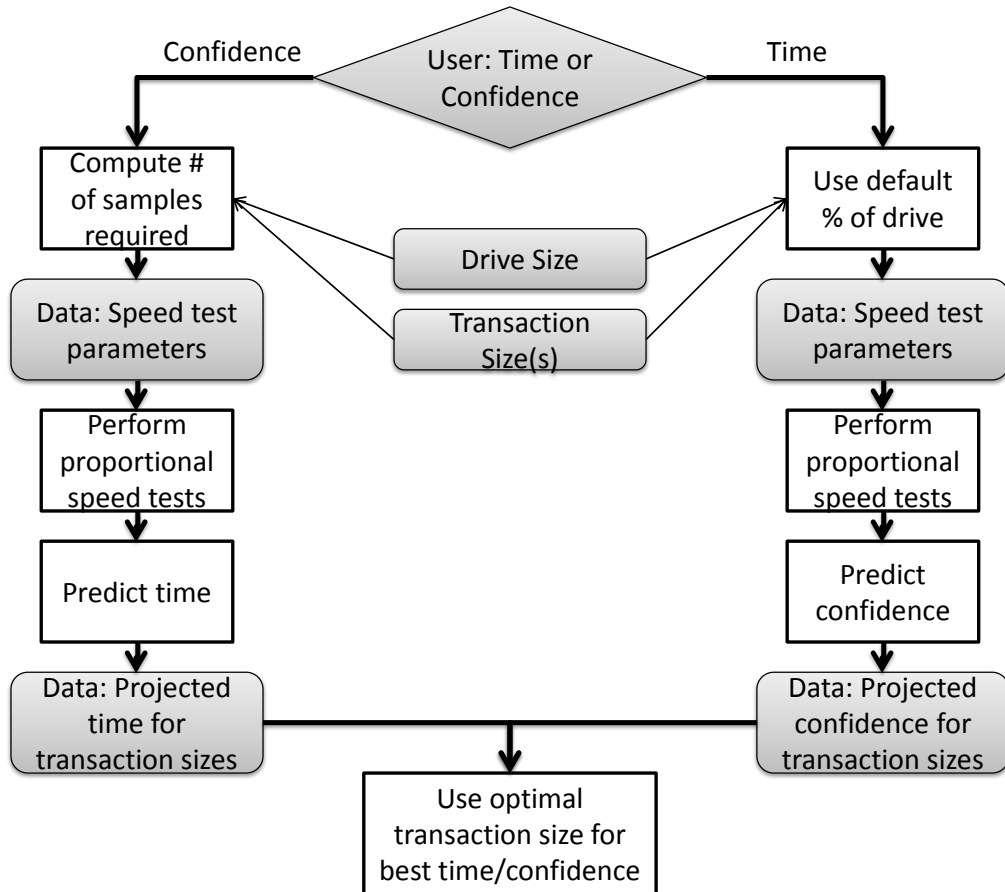 Confidence
User: Time or
Confidence
Time
Compute #
of samples
required
Use default
% of drive
Drive Size
Data: Speed test
parameters
Transaction
Size(s)
Data: Speed test
parameters
Perform
proportional
speed tests
Perform
proportional
speed tests
Predict time
Predict
confidence
Data: Projected
time for
transaction sizes
Data: Projected
confidence for
transaction sizes
Use optimal
transaction size for
best time/confidence